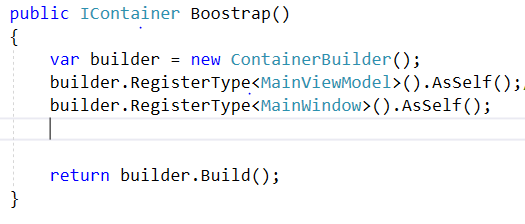 public IContainer Boostrap()
{
    var builder = new ContainerBuilder();
    builder.RegisterType<MainViewModel>().AsSelf();;
    builder.RegisterType<MainWindow>().AsSelf();
    return builder.Build();
}